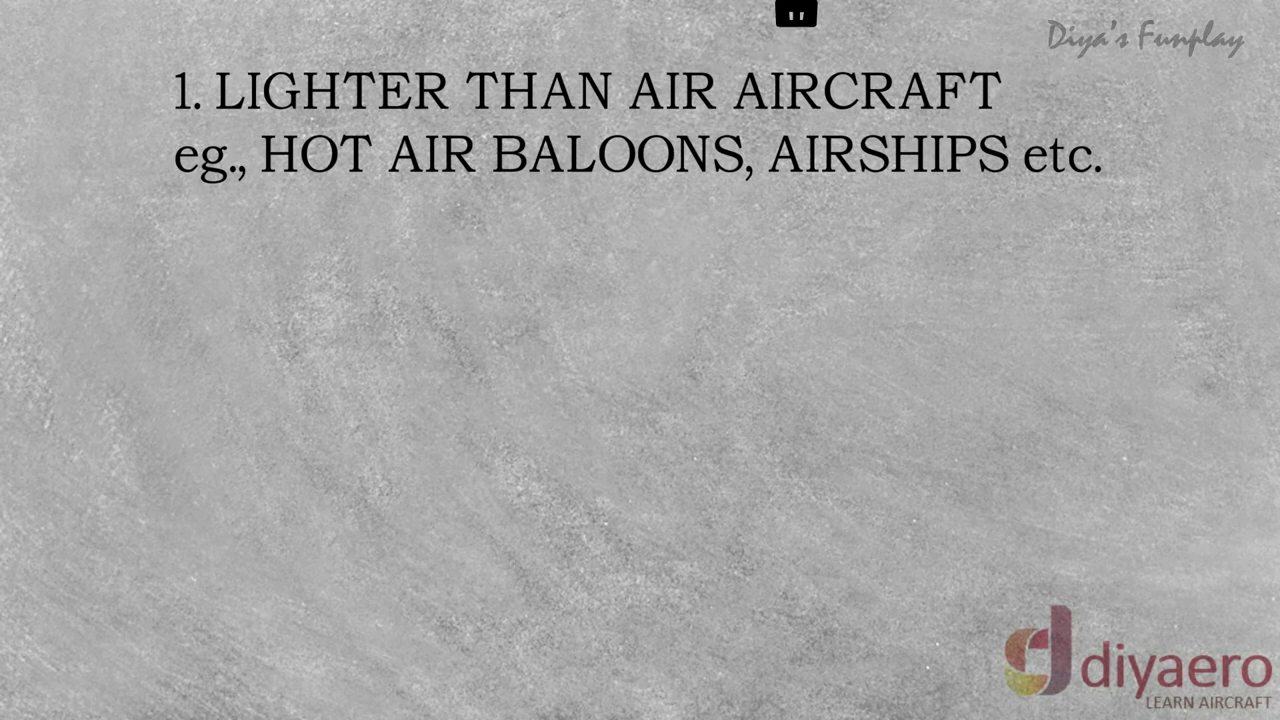 Diya's Funplay
1. LIGHTER THAN AIR AIRCRAFT
eg., HOT AIR BALOONS, AIRSHIPS etc.
diyaero
LEARN AIRCRAFT